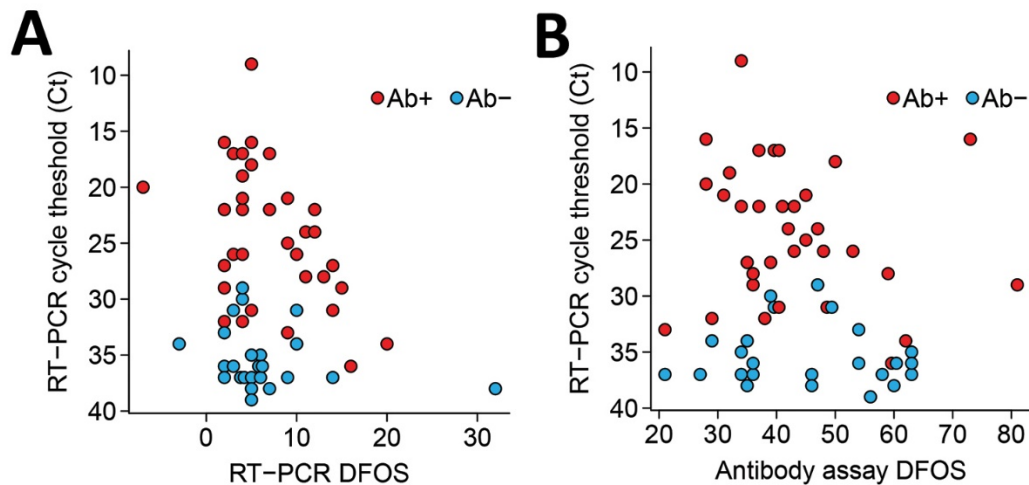 A
RT−PCR cycle theshold (Ct)
10
15
20
25
30
35
40
Ab+ Ab−
0 10 20 30
RT−PCR DFOS
B
RT−PCR cycle threshold (Ct)
10
15
20
25
30
35
40
Ab+ Ab−
20 30 40 50 60 70 80
Antibody assay DFOS